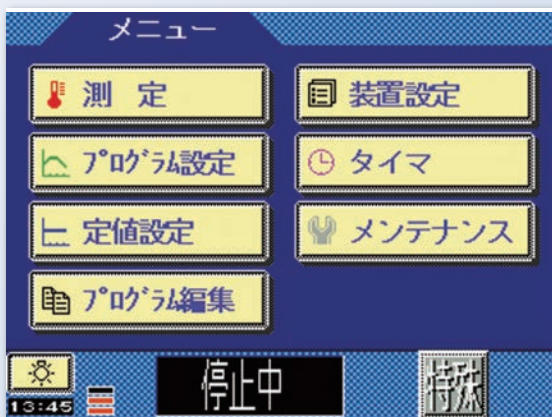 メニュー
測 定
装置設定
プログラム設定
タイマ
定値設定
メンテナンス
プログラム編集
停止中
特殊
13:45